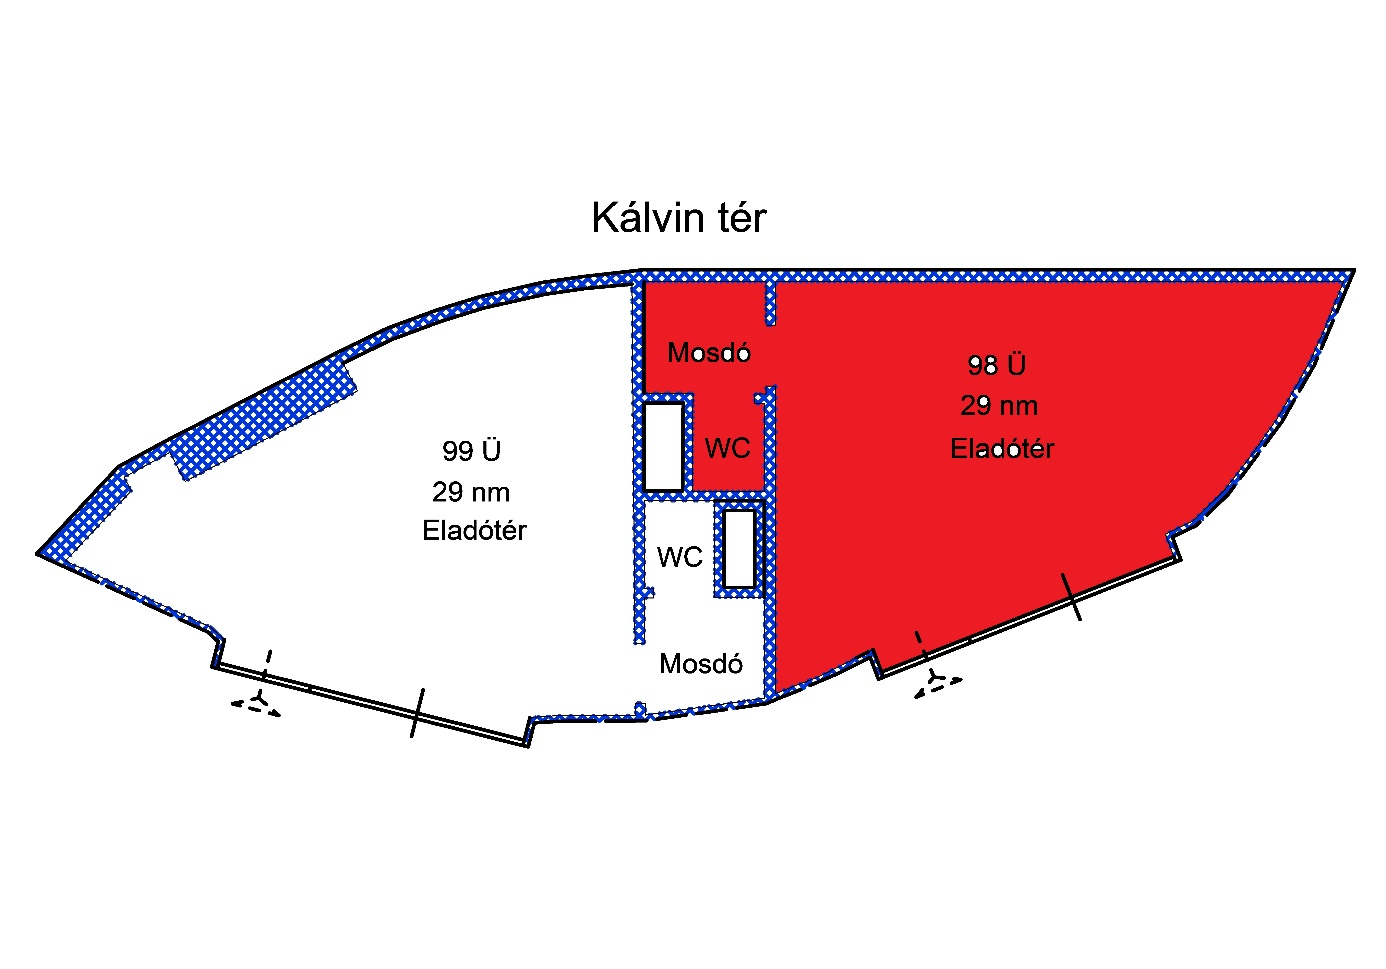 Kálvin tér
Mosdó
98 Ü
29 nm
Eladótér
WC
99 Ü
29 nm
Eladótér
WC
Mosdó